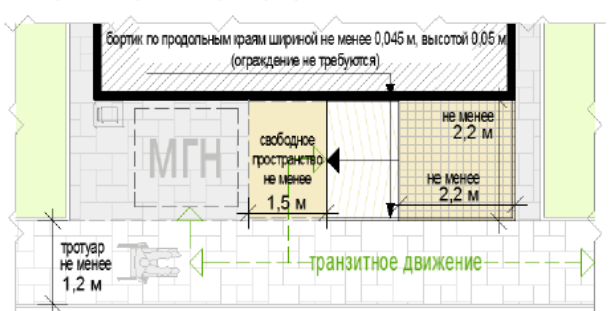 бортик по продольным краям шириной не менее 0,045 м, высотой 0,05 м
(ограждение не требуются)
не менее
2,2 м
МГН
свободное
пространство
не менее
1,5 м
не менее
2,2 м
тротуар
не менее
1,2 м
транзитное движение